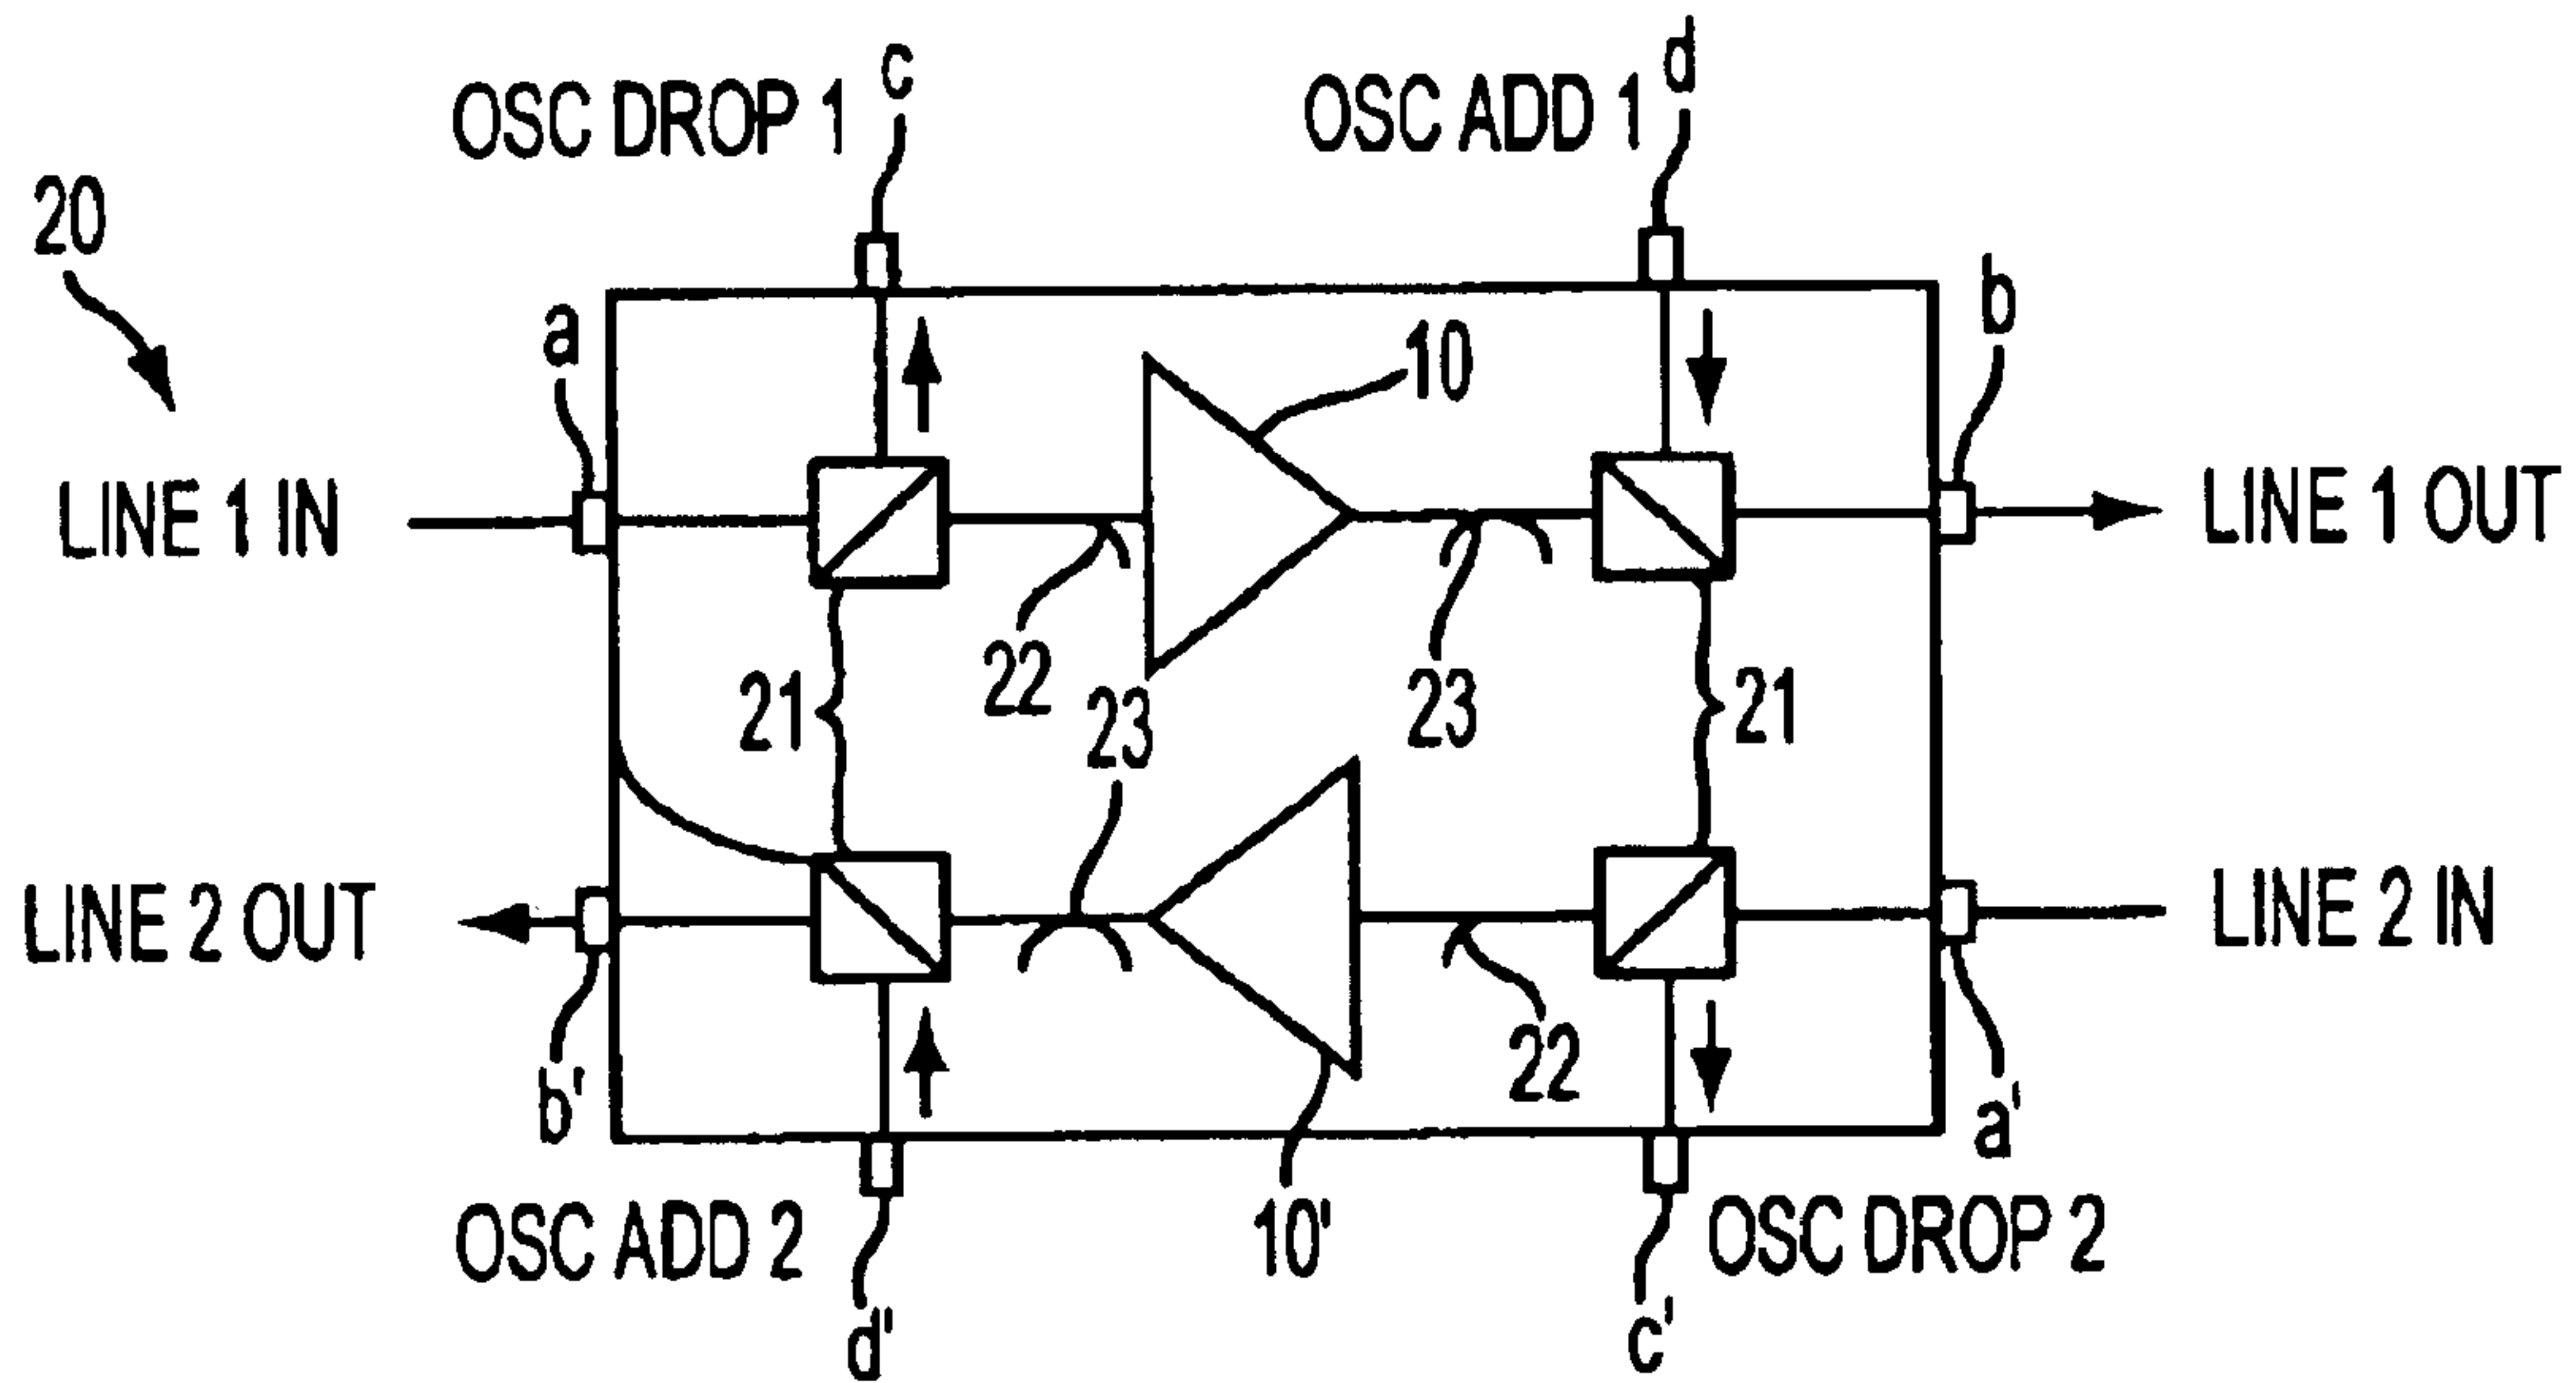 OSC DROP 1
c
OSC ADD 1
d
20
a
10
b
LINE 1 IN
LINE 1 OUT
22
23
21
23
21
LINE 2 OUT
LINE 2 IN
22
b'
a'
OSC ADD 2
10'
OSC DROP 2
d'
c'